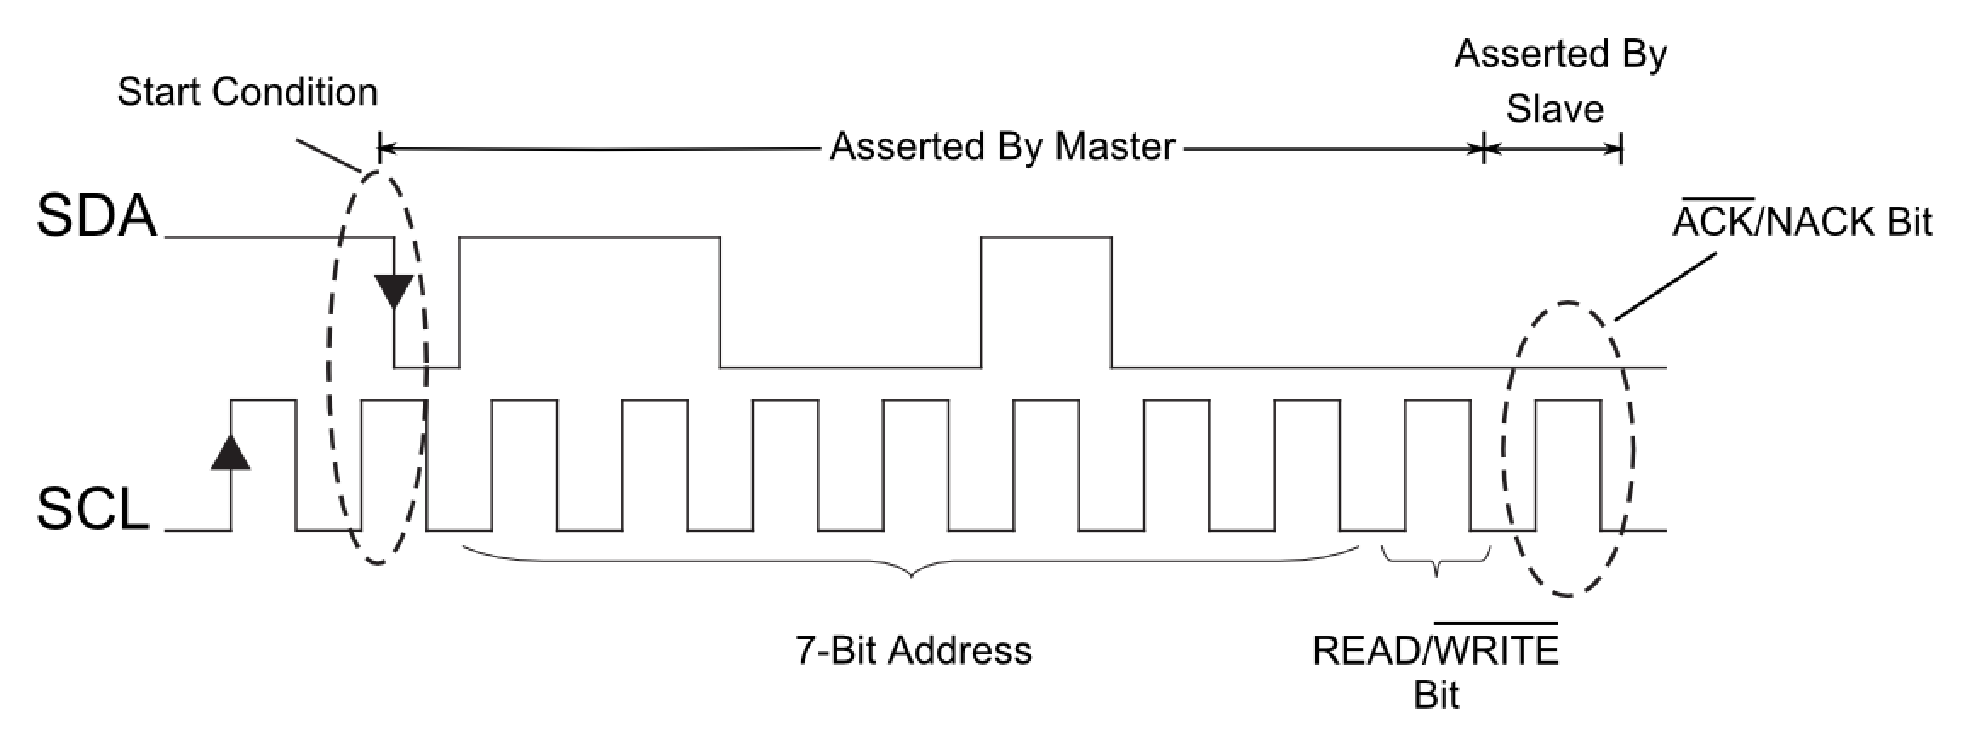 Asserted By
Slave
Start Condition
Asserted By Master
SDA
ACK/NACK Bit
SCL
7-Bit Address
READ/WRITE
Bit